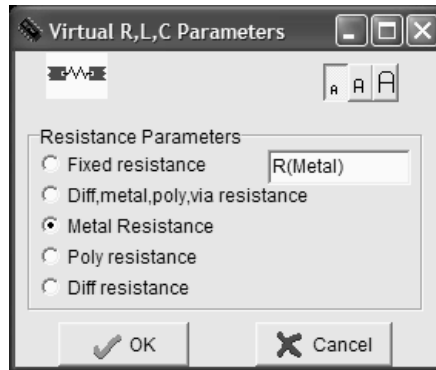 Virtual R,L,C Parameters
A A A
Resistance Parameters
Fixed resistance R(Metal)
Diff,metal,poly,via resistance
Metal Resistance
Poly resistance
Diff resistance
OK Cancel